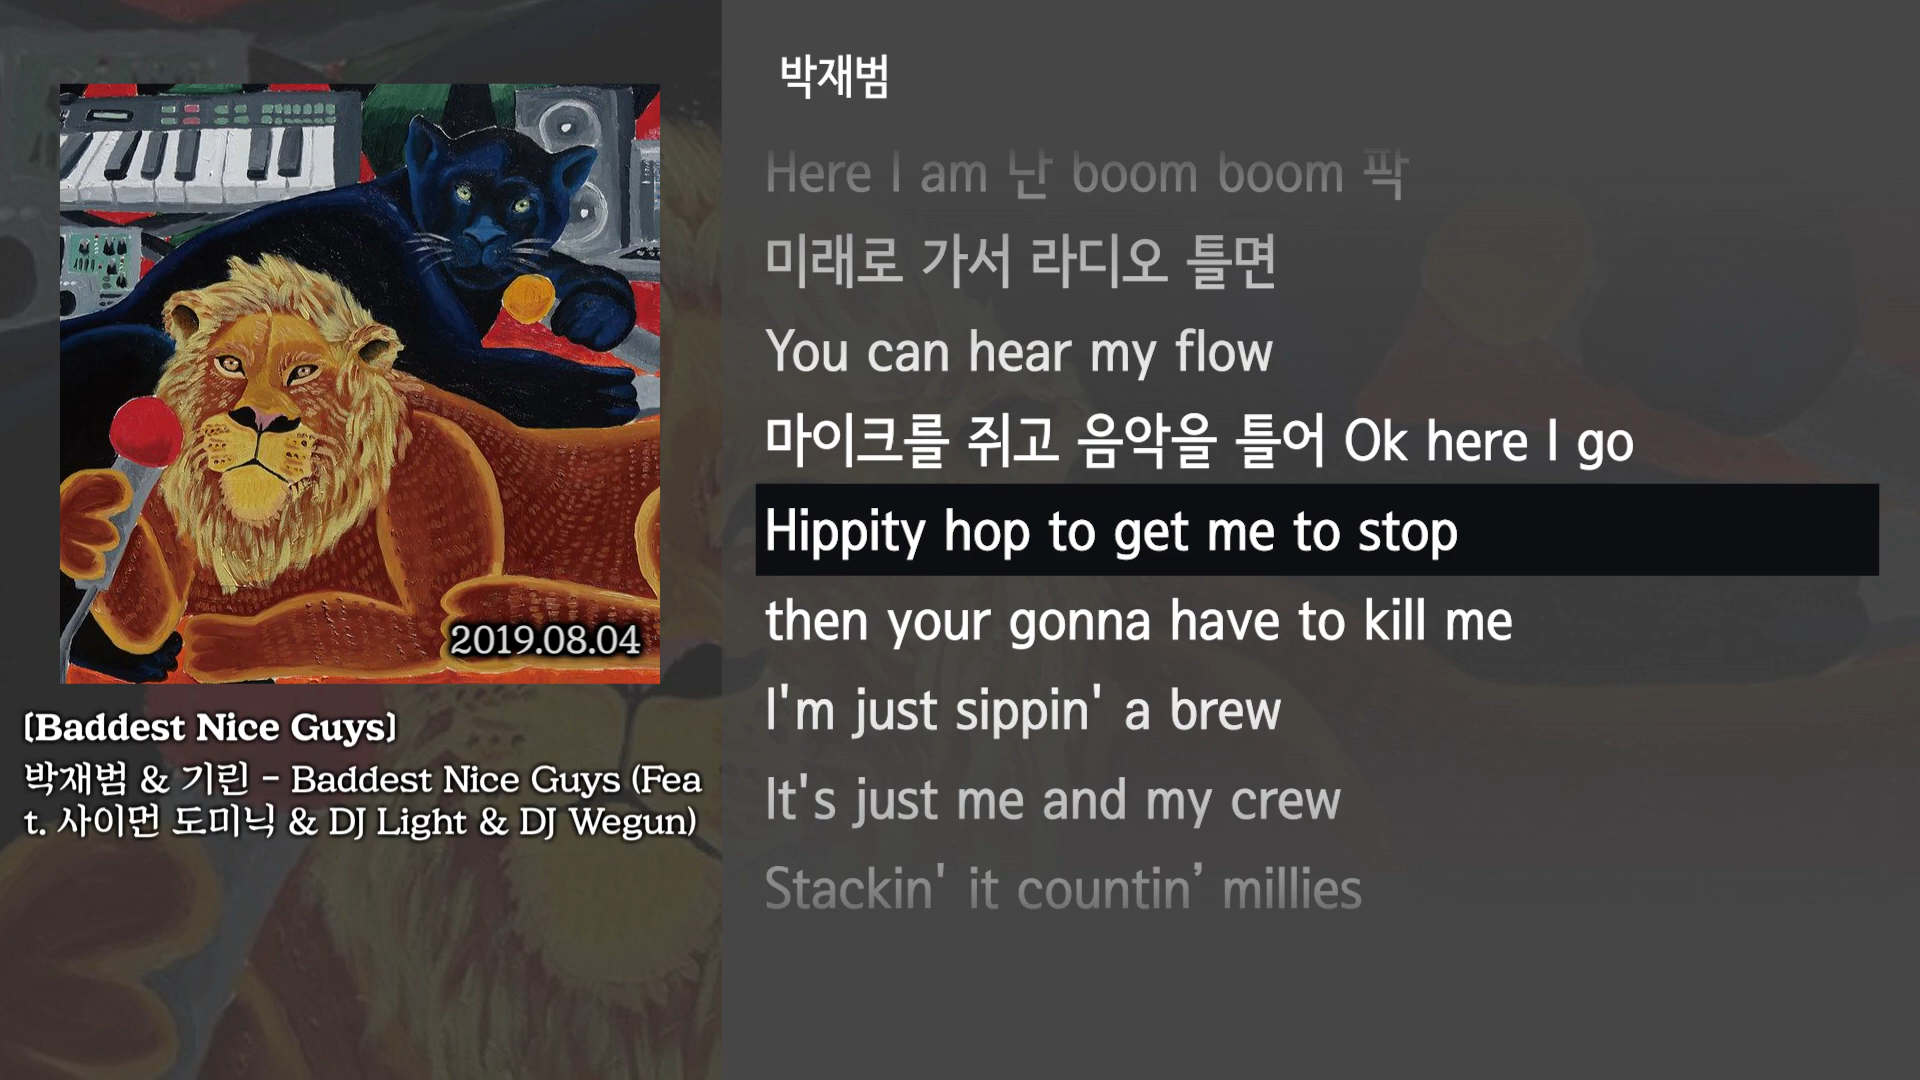 2019.08.04
[Baddest Nice Guys]
박재범 & 기린 - Baddest Nice Guys (Fea
t. 사이먼 도미닉 & DJ Light & DJ Wegun)
박재범
Here I am 난 boom boom 팍
미래로 가서 라디오 틀면
You can hear my flow
마이크를 쥐고 음악을 틀어 Ok here I go
Hippity hop to get me to stop
then your gonna have to kill me
I'm just sippin' a brew
It's just me and my crew
Stackin' it countin’ millies